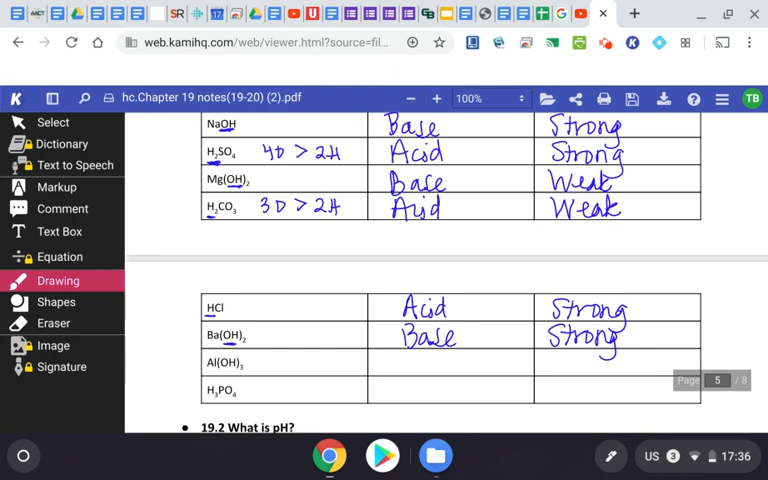 web.kamihq.com/web/viewer.html?source=fil...
hc.Chapter 19 notes(19-20) (2).pdf
100%
TB
Select
Dictionary
Text to Speech
Markup
Comment
Text Box
Equation
Drawing
Shapes
Eraser
Image
Signature
NaOH Base Strong
H2SO4 4O > 2H Acid Strong
Mg(OH)2 Base Weak
H2CO3 3O > 2H Acid Weak
HCl Acid Strong
Ba(OH)2 Base Strong
Al(OH)3
H3PO4
Page 5 / 8
• 19.2 What is pH?
US 3 17:36